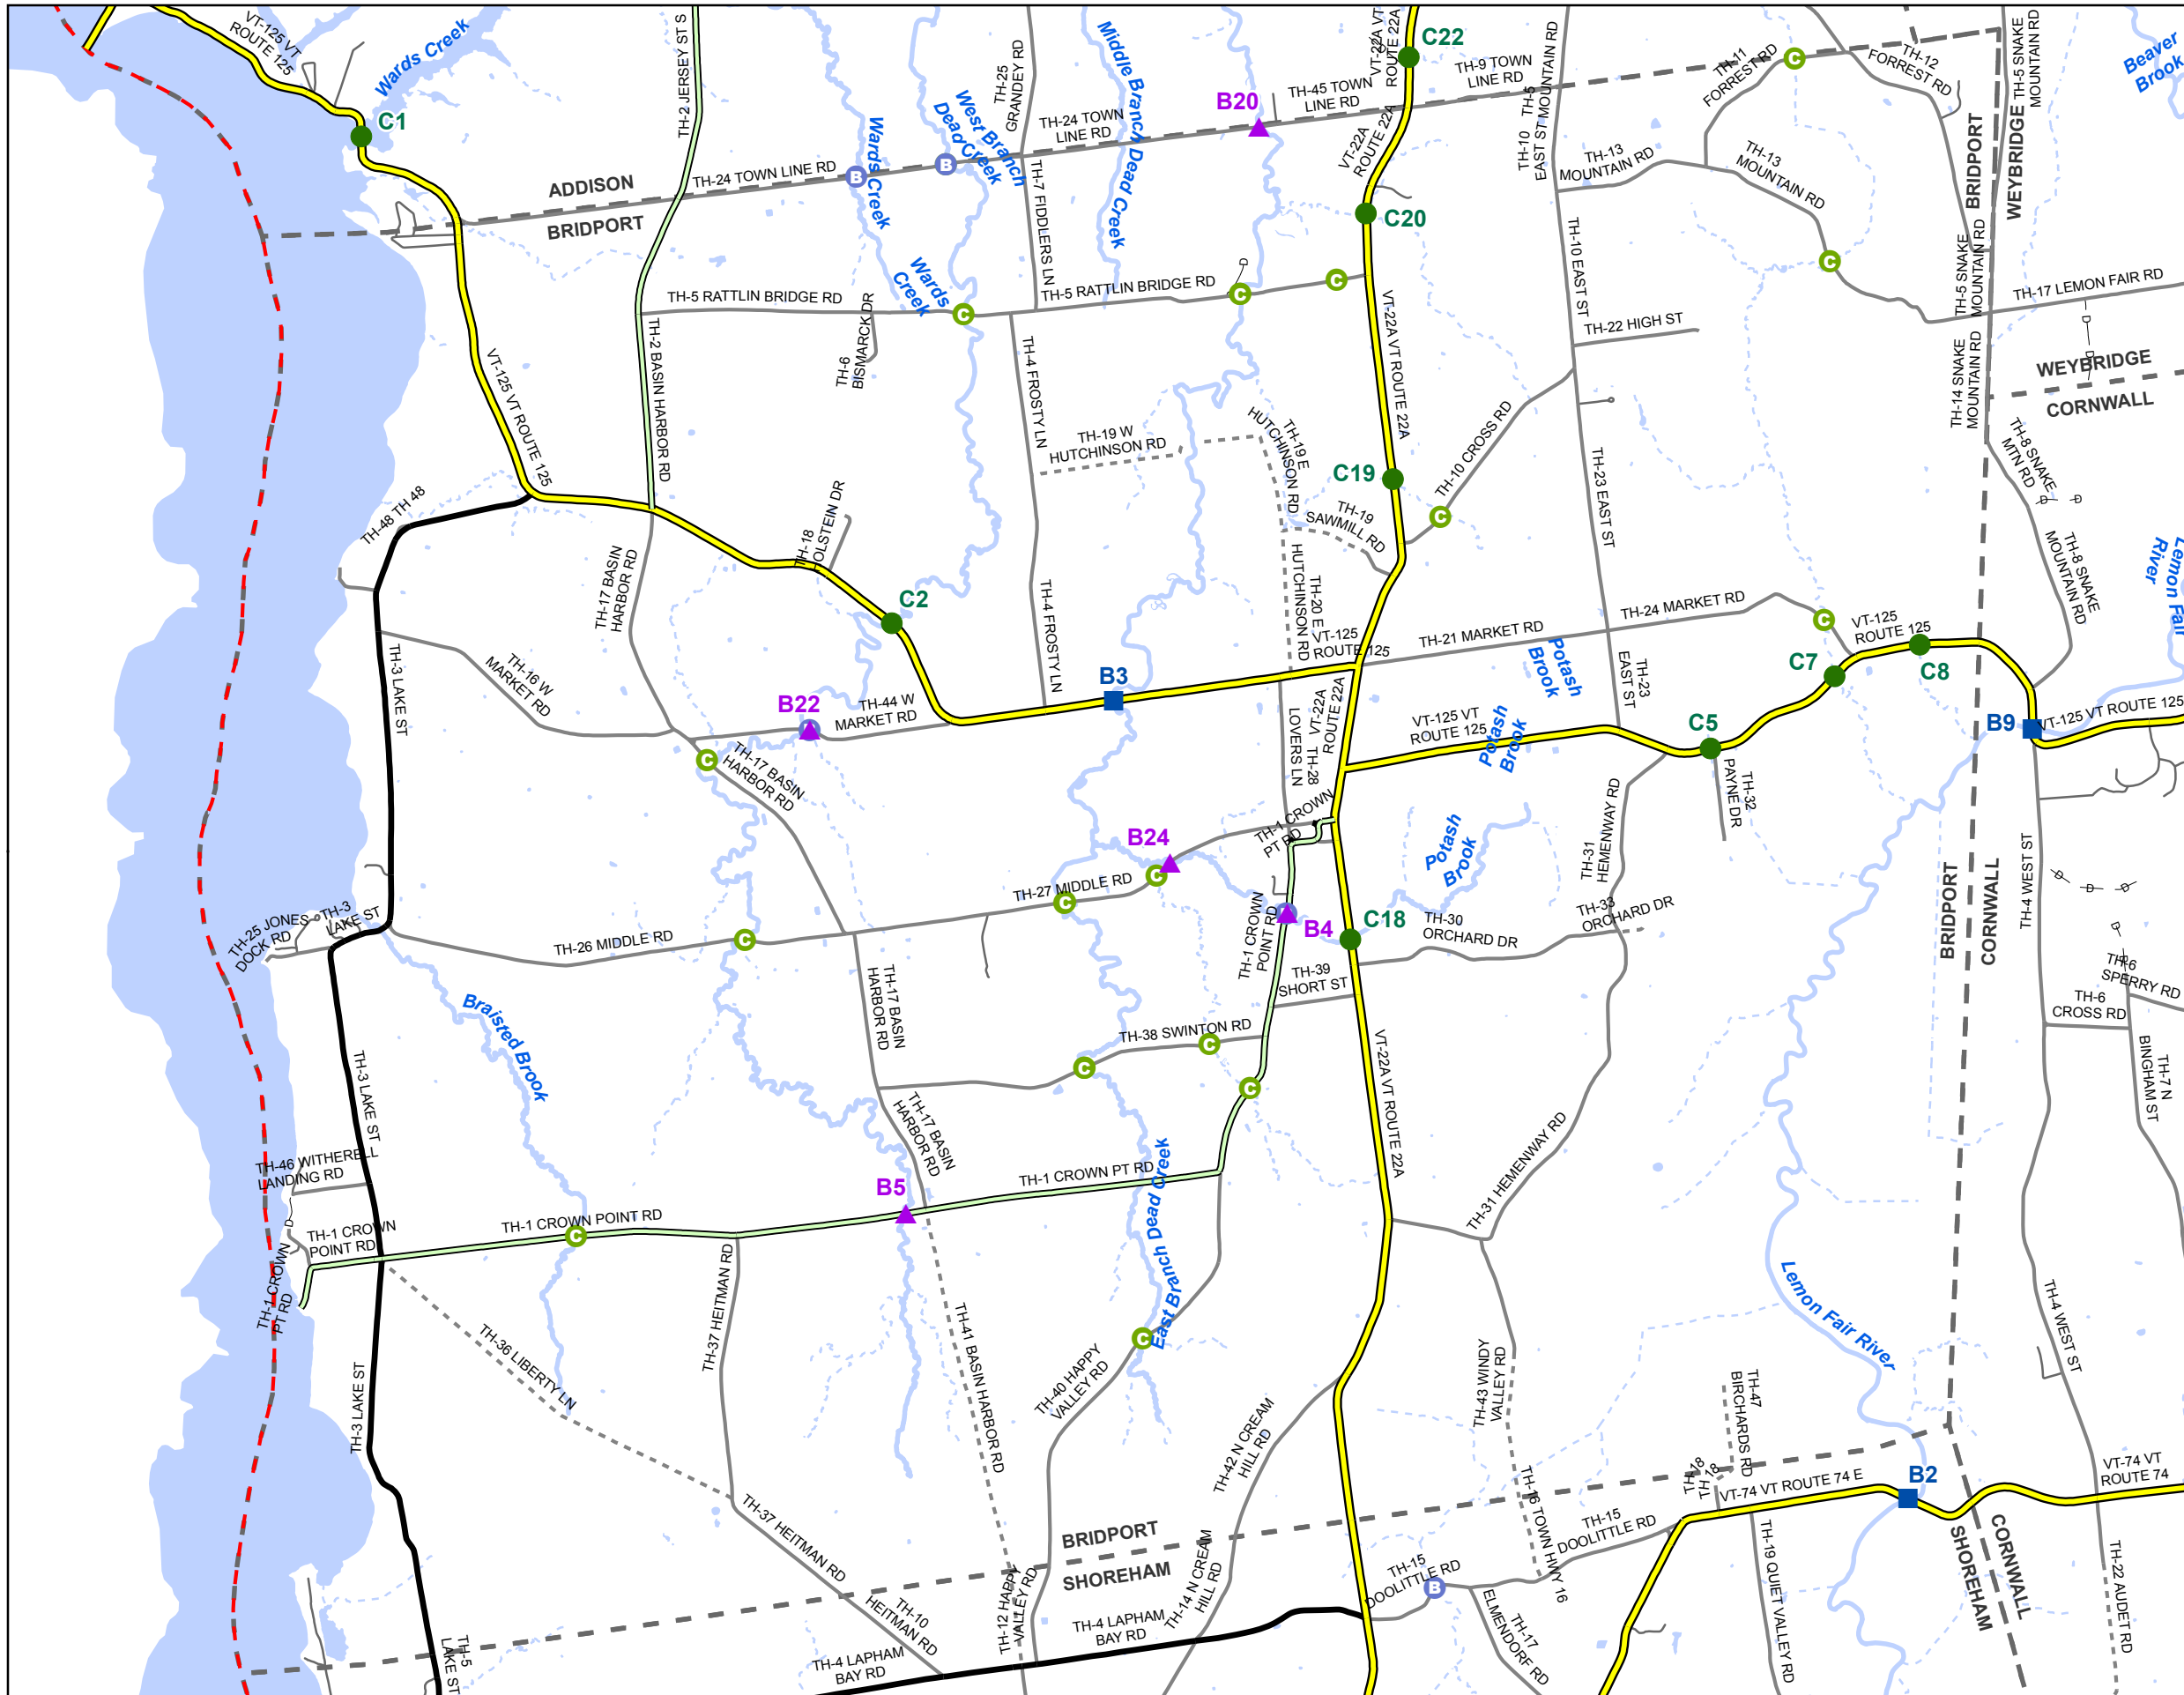 VT-125 VT
ROUTE 125
Wards Creek
C1
TH-2 JERSEY ST S
TH-25
GRANDEY RD
Middle Branch Dead Creek
West Branch
Dead Creek
Wards Creek
B
B
TH-24 TOWN LINE RD
TH-24 TOWN
LINE RD
B20
TH-45 TOWN
LINE RD
VT-22A VT
ROUTE 22A
C22
TH-9 TOWN
LINE RD
VT-22A
ROUTE 22A
C20
TH-5
TH-10
EAST ST MOUNTAIN RD
TH-11
FORREST RD
C
TH-12
FORREST RD
TH-5 SNAKE
MOUNTAIN RD
Beaver
Brook
BRIDPORT
WEYBRIDGE
TH-13
MOUNTAIN RD
TH-13
MOUNTAIN RD
C
ADDISON
BRIDPORT
TH-7 FIDDLERS LN
TH-10 EAST ST
TH-5 SNAKE
MOUNTAIN RD
TH-17 LEMON FAIR RD
D
D
WEYBRIDGE
CORNWALL
TH-5 RATTLIN BRIDGE RD
Wards
Creek
C
TH-5 RATTLIN BRIDGE RD
D
C
C
TH-6
BISMARCK DR
TH-2 BASIN HARBOR RD
VT-125 VT ROUTE 125
TH-4 FROSTY LN
VT-22A VT ROUTE 22A
TH-22 HIGH ST
TH-14 SNAKE
MOUNTAIN RD
TH-8 SNAKE
MTN RD
D
D
TH-19 W
HUTCHINSON RD
TH-19 E
HUTCHINSON RD
C19
TH-10 CROSS RD
C
TH-23 EAST ST
TH-19
SAWMILL RD
TH-48 TH 48
TH-18
HOLSTEIN DR
TH-17 BASIN
HARBOR RD
C2
TH-4 FROSTY LN
TH-20 E
HUTCHINSON RD
VT-125
ROUTE 125
TH-21 MARKET RD
TH-24 MARKET RD
C
VT-125
ROUTE 125
TH-8 SNAKE
MOUNTAIN RD
Lemon Fair
River
C7
C8
Potash
Brook
TH-23
EAST ST
TH-3 LAKE ST
TH-16 W
MARKET RD
B22
TH-44 W
MARKET RD
B3
VT-22A
VT
ROUTE 22A
VT-125 VT
ROUTE 125
Potash
Brook
C5
B9
VT-125 VT ROUTE 125
C
TH-17 BASIN
HARBOR RD
TH-28
LOVERS LN
TH-32
PAYNE DR
TH-1 CROWN
PT RD
B24
C
Potash
Brook
TH-31
HEMENWAY RD
BRIDPORT
CORNWALL
TH-4 WEST ST
D
D
D
TH-25 JONES
DOCK RD
TH-3
LAKE ST
TH-26 MIDDLE RD
C
TH-27 MIDDLE RD
C
TH-1 CROWN
POINT RD
B4
C18
TH-30
ORCHARD DR
TH-33
ORCHARD DR
D
D
TH-6
SPERRY RD
TH-6
CROSS RD
TH-39
SHORT ST
Braisted Brook
TH-17 BASIN
HARBOR RD
TH-38 SWINTON RD
C
C
C
VT-22A VT ROUTE 22A
TH-7 N
BINGHAM ST
TH-3 LAKE ST
TH-17 BASIN
HARBOR RD
TH-46 WITHERELL
LANDING RD
D
B5
TH-1 CROWN PT RD
East Branch Dead Creek
TH-31 HEMENWAY RD
TH-1 CROWN
POINT RD
TH-1 CROWN POINT RD
C
TH-1 CROWN
PT RD
TH-37 HEITMAN RD
TH-41 BASIN HARBOR RD
C
TH-40 HAPPY
VALLEY RD
Lemon Fair River
TH-4 WEST ST
TH-36 LIBERTY LN
TH-3 LAKE ST
TH-42 N CREAM
HILL RD
TH-43 WINDY
VALLEY RD
TH-47
BIRCHARDS RD
TH-18
TH 18
VT-74 VT ROUTE 74 E
B2
VT-74 VT
ROUTE 74
TH-37 HEITMAN RD
BRIDPORT
SHOREHAM
TH-16 TOWN HWY 16
TH-15
DOOLITTLE RD
CORNWALL
SHOREHAM
TH-10
HEITMAN RD
TH-12 HAPPY
VALLEY RD
TH-14 N CREAM
HILL RD
TH-15
DOOLITTLE RD
B
TH-17
ELMENDORF RD
TH-19 QUIET VALLEY RD
TH-22 AUDET RD
TH-4 LAPHAM
BAY RD
TH-4 LAPHAM
BAY RD
TH-5
LAKE ST